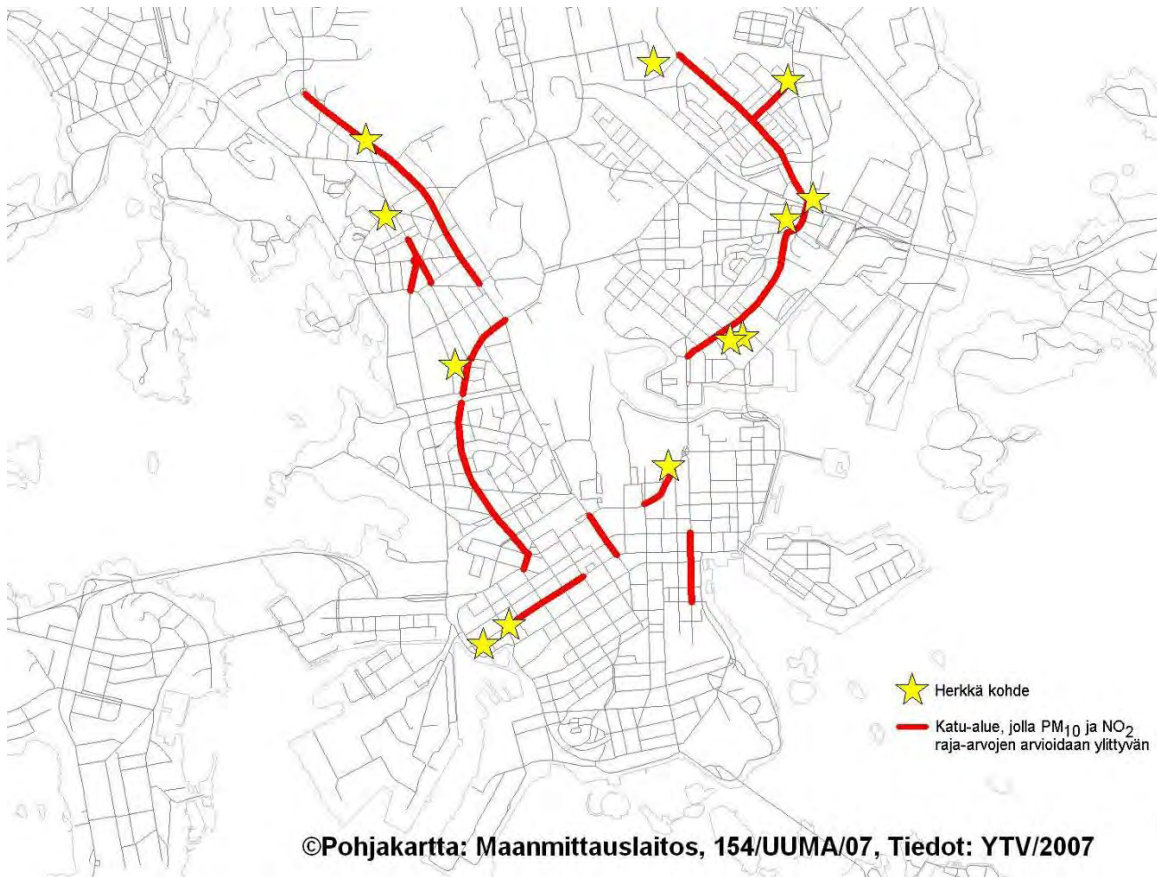 Herkkä kohde
Katu-alue, jolla PM10 ja NO2
raja-arvojen arvioidaan ylittyvän
©Pohjakartta: Maanmittauslaitos, 154/UUMA/07, Tiedot: YTV/2007